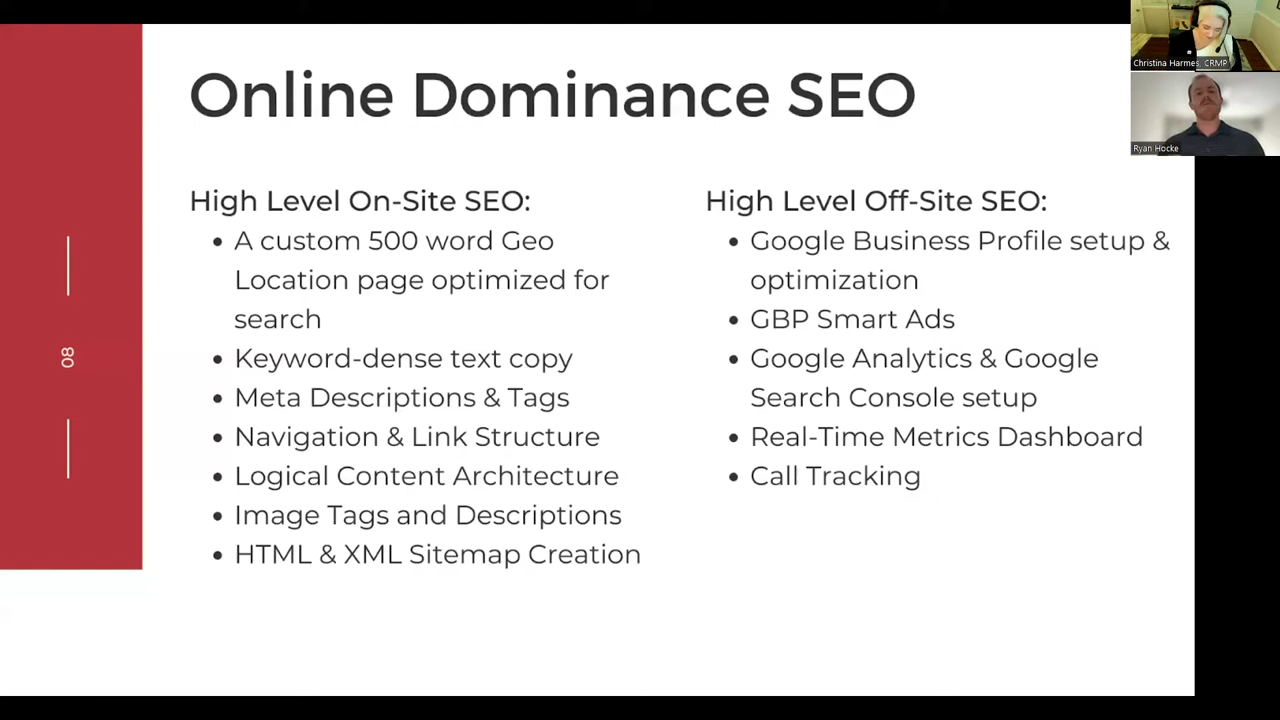 Online Dominance SEO
High Level On-Site SEO:
• A custom 500 word Geo
Location page optimized for
search
• Keyword-dense text copy
• Meta Descriptions & Tags
• Navigation & Link Structure
• Logical Content Architecture
• Image Tags and Descriptions
• HTML & XML Sitemap Creation
High Level Off-Site SEO:
• Google Business Profile setup &
optimization
• GBP Smart Ads
• Google Analytics & Google
Search Console setup
• Real-Time Metrics Dashboard
• Call Tracking
08
Christina Harmes, CRMP
Ryan Hocke